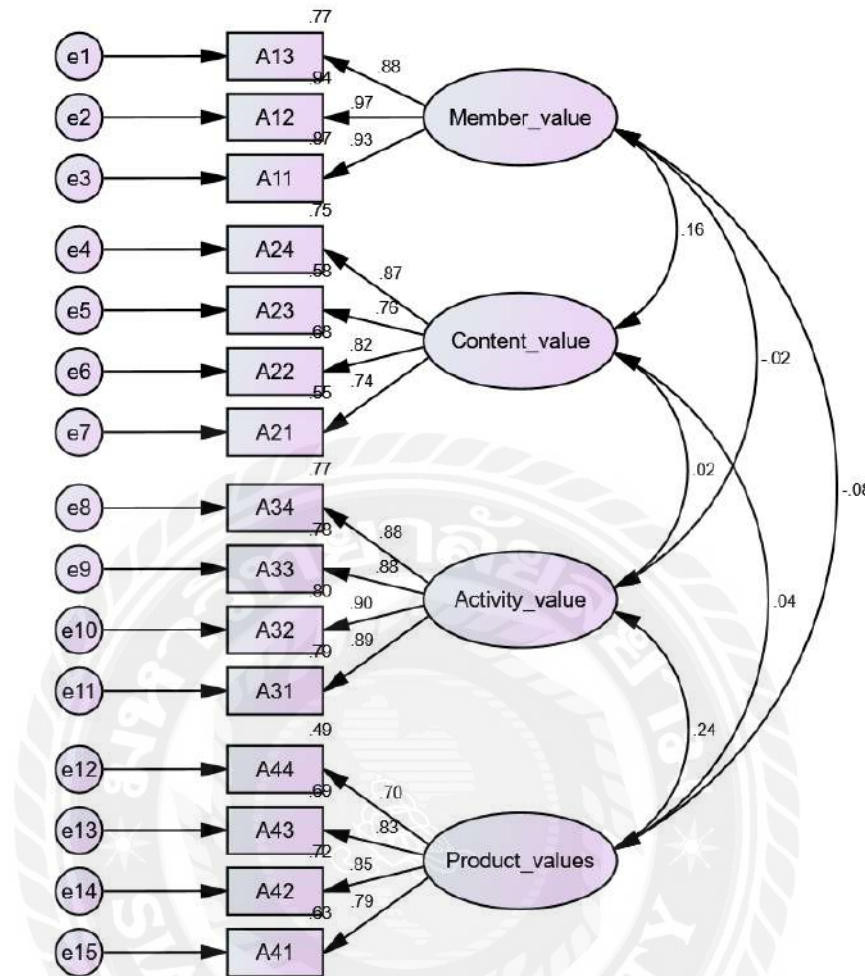 .77
e1 A13 .88
.94
e2 A12 .97 Member_value
.87
e3 A11 .93
.75
.16
e4 A24 .87
.58
e5 A23 .76
.68
Content_value
e6 A22 .82
-.02
.55
e7 A21 .74
.77
.02
-.08
e8 A34 .88
.78
e9 A33 .88
.80
Activity_value .04
e10 A32 .90
.79
e11 A31 .89
.49
.24
e12 A44 .70
.69
e13 A43 .83
.72
Product_values
e14 A42 .85
.63
e15 A41 .79